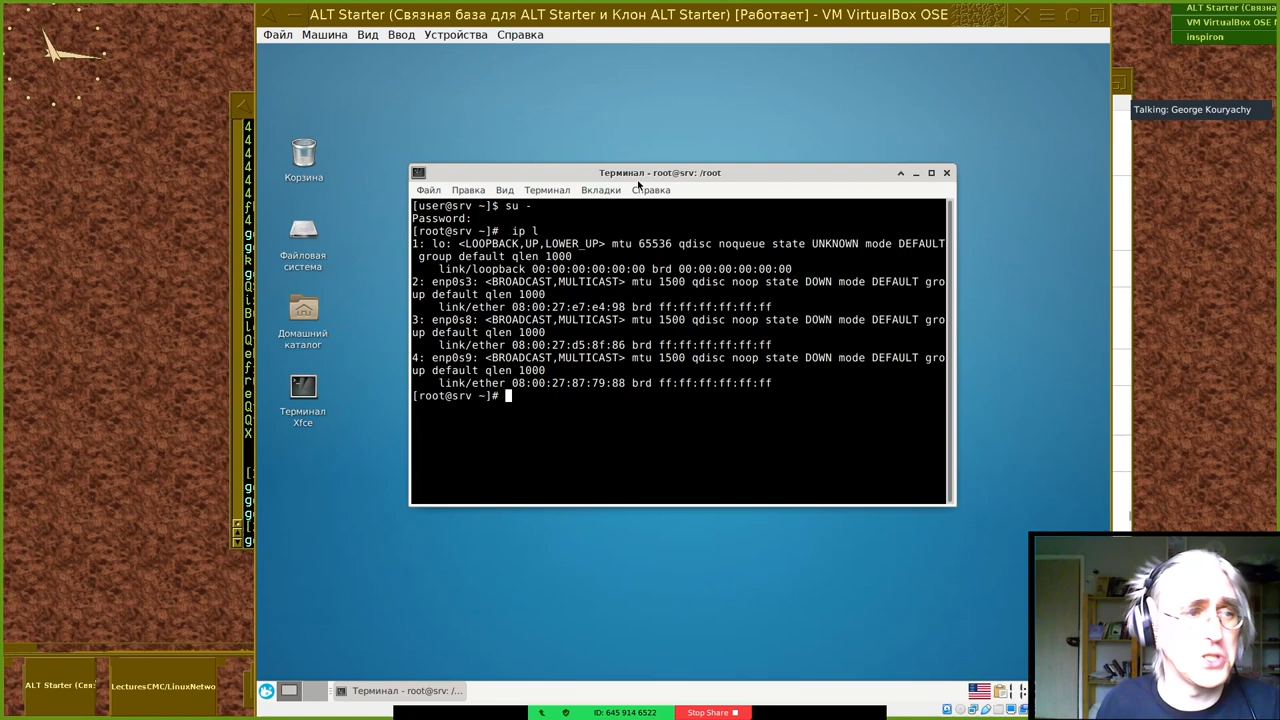 ALT Starter (Связная база для ALT Starter и Клон ALT Starter) [Работает] - VM VirtualBox OSE
ALT Starter (Связна
VM VirtualBox OSE M
inspiron
Файл Машина Вид Ввод Устройства Справка
Talking: George Kouryachy
Корзина
Файловая
система
Домашний
каталог
Терминал
Xfce
Терминал - root@srv: /root
Файл Правка Вид Терминал Вкладки Справка
[user@srv ~]$ su -
Password:
[root@srv ~]#  ip l
1: lo: <LOOPBACK,UP,LOWER_UP> mtu 65536 qdisc noqueue state UNKNOWN mode DEFAULT
group default qlen 1000
link/loopback 00:00:00:00:00:00 brd 00:00:00:00:00:00
2: enp0s3: <BROADCAST,MULTICAST> mtu 1500 qdisc noop state DOWN mode DEFAULT gro
up default qlen 1000
link/ether 08:00:27:e7:e4:98 brd ff:ff:ff:ff:ff:ff
3: enp0s8: <BROADCAST,MULTICAST> mtu 1500 qdisc noop state DOWN mode DEFAULT gro
up default qlen 1000
link/ether 08:00:27:d5:8f:86 brd ff:ff:ff:ff:ff:ff
4: enp0s9: <BROADCAST,MULTICAST> mtu 1500 qdisc noop state DOWN mode DEFAULT gro
up default qlen 1000
link/ether 08:00:27:87:79:88 brd ff:ff:ff:ff:ff:ff
[root@srv ~]#
ALT Starter (Свя
LecturesCMC/LinuxNetwo
Терминал - root@srv: /...
ID: 645 914 6522
Stop Share